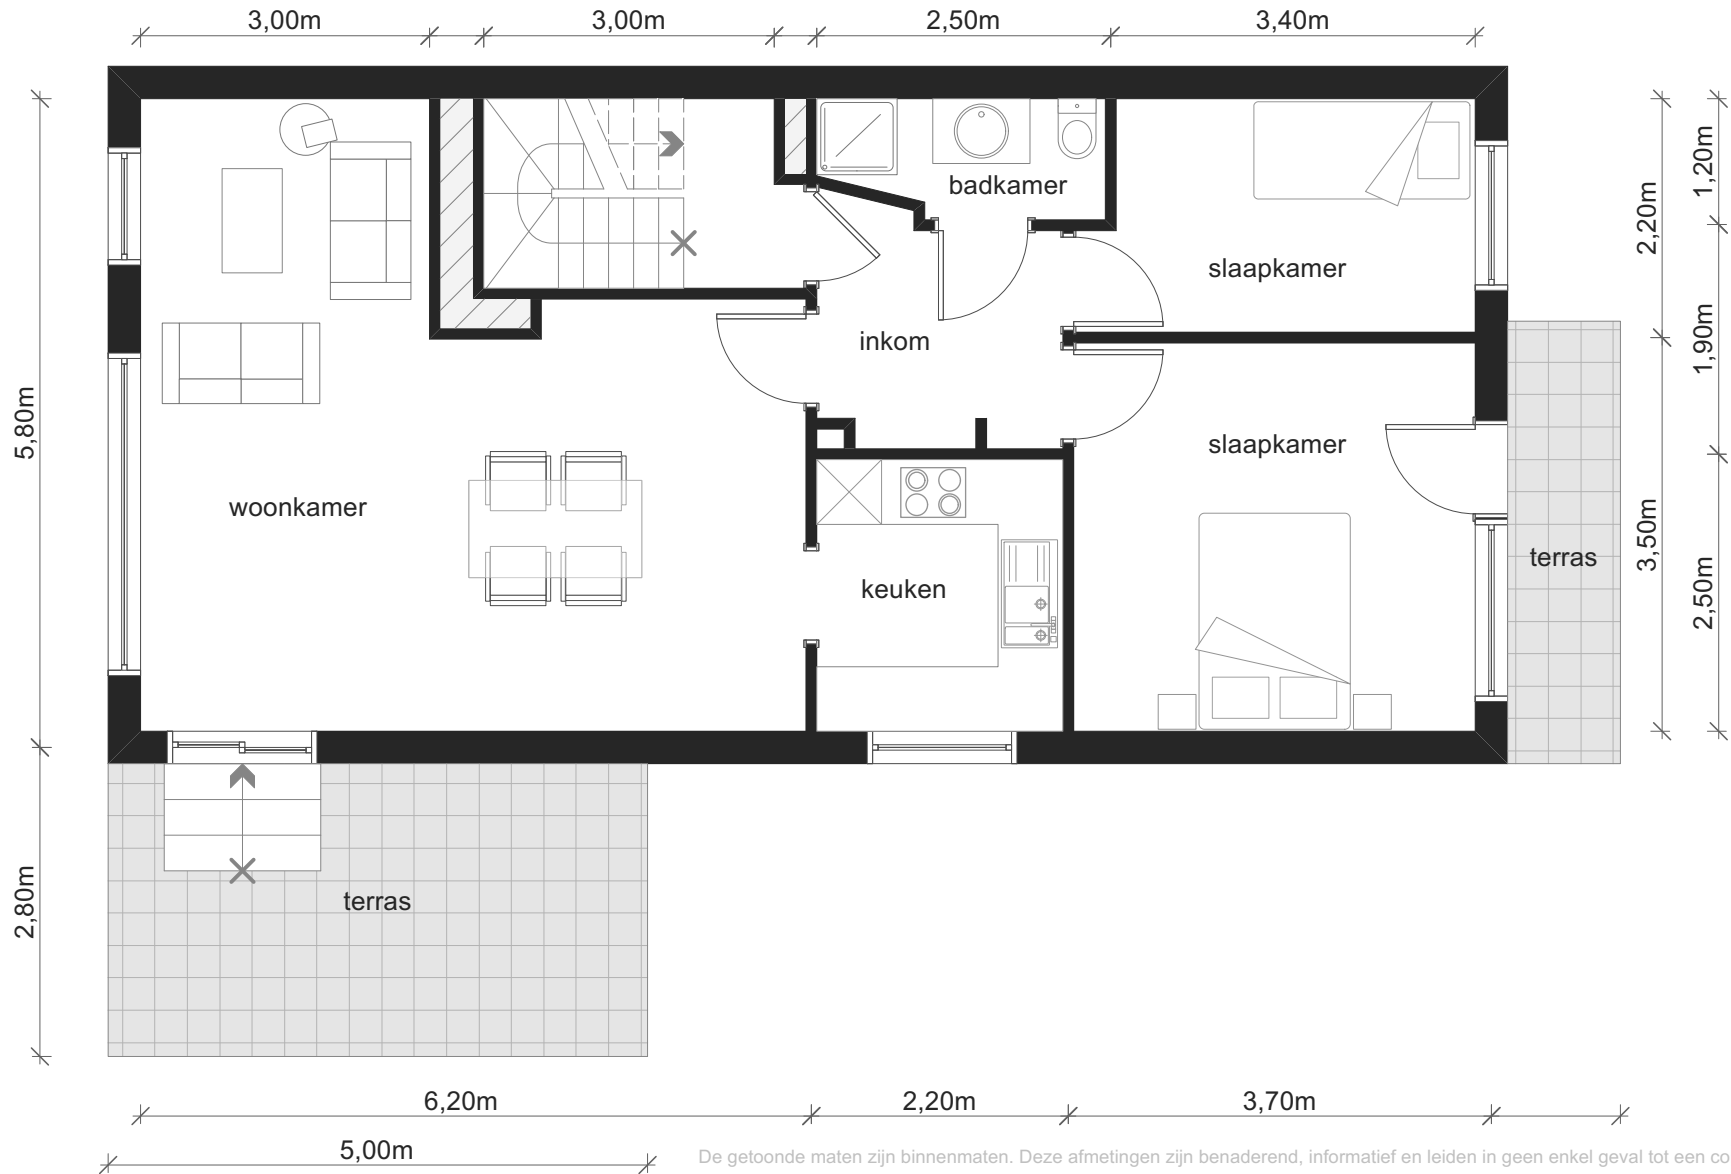 3,00m 3,00m 2,50m 3,40m
badkamer
1,20m
2,20m
slaapkamer
inkom
1,90m
5,80m
slaapkamer
woonkamer
keuken
terras
3,50m
2,50m
2,80m
terras
6,20m 2,20m 3,70m
5,00m
De getoonde maten zijn binnenmaten. Deze afmetingen zijn benaderend, informatief en leiden in geen enkel geval tot een co